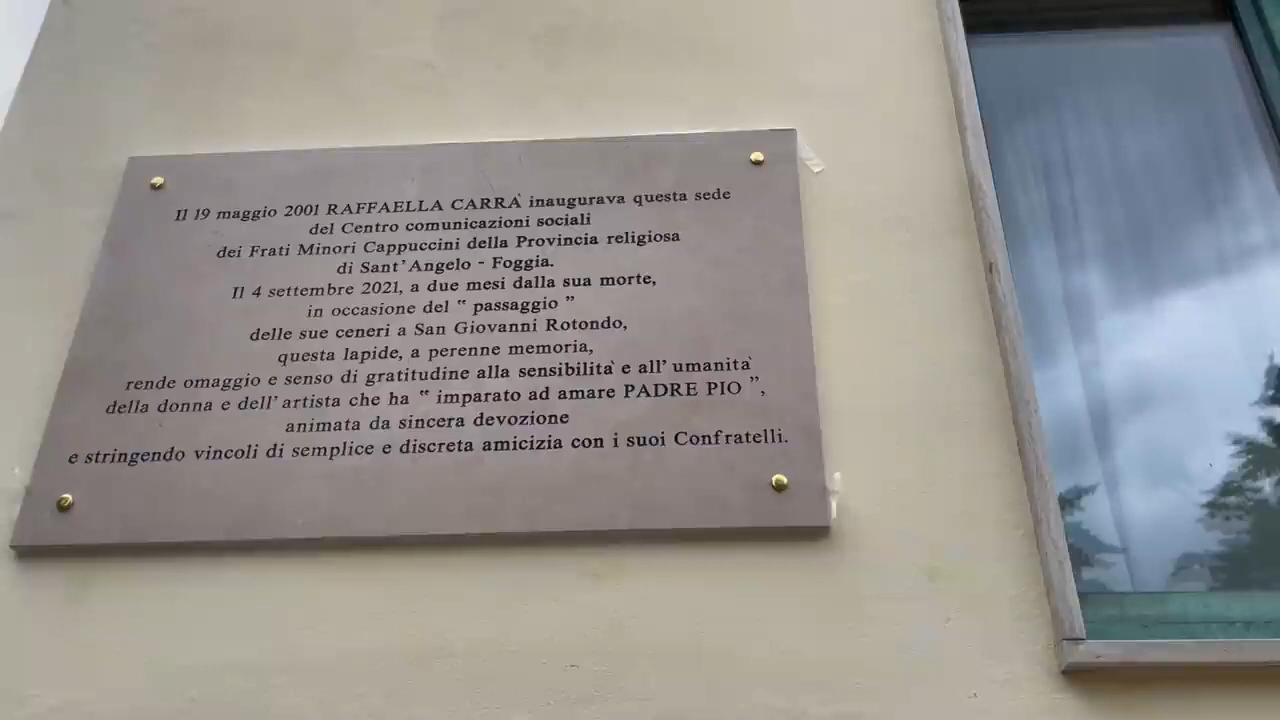 Il 19 maggio 2001 RAFFAELLA CARRA` inaugurava questa sede
del Centro comunicazioni sociali
dei Frati Minori Cappuccini della Provincia religiosa
di Sant'Angelo - Foggia.
Il 4 settembre 2021, a due mesi dalla sua morte,
in occasione del “ passaggio ”
delle sue ceneri a San Giovanni Rotondo,
questa lapide, a perenne memoria,
rende omaggio e senso di gratitudine alla sensibilita` e all' umanita`
della donna e dell'artista che ha “ imparato ad amare PADRE PIO ”,
animata da sincera devozione
e stringendo vincoli di semplice e discreta amicizia con i suoi Confratelli.